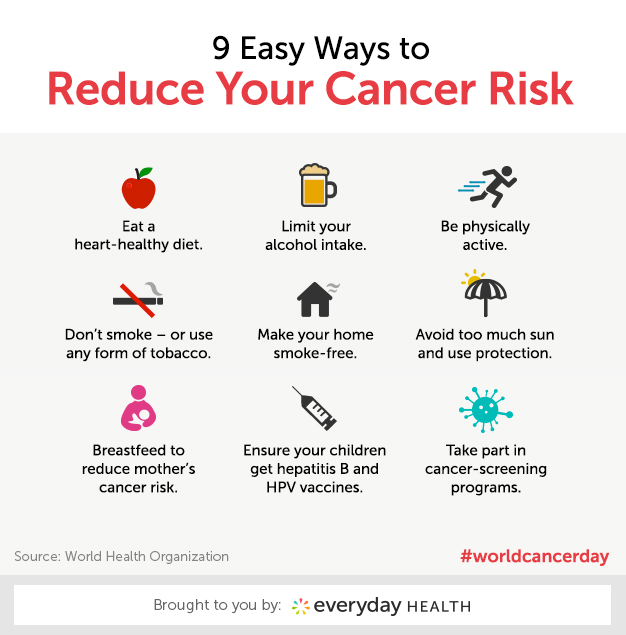 9 Easy Ways to
Reduce Your Cancer Risk
Eat a
heart-healthy diet.
Limit your
alcohol intake.
Be physically
active.
Don't smoke – or use
any form of tobacco.
Make your home
smoke-free.
Avoid too much sun
and use protection.
Breastfeed to
reduce mother's
cancer risk.
Ensure your children
get hepatitis B and
HPV vaccines.
Take part in
cancer-screening
programs.
Source: World Health Organization
#worldcancerday
Brought to you by: everyday HEALTH